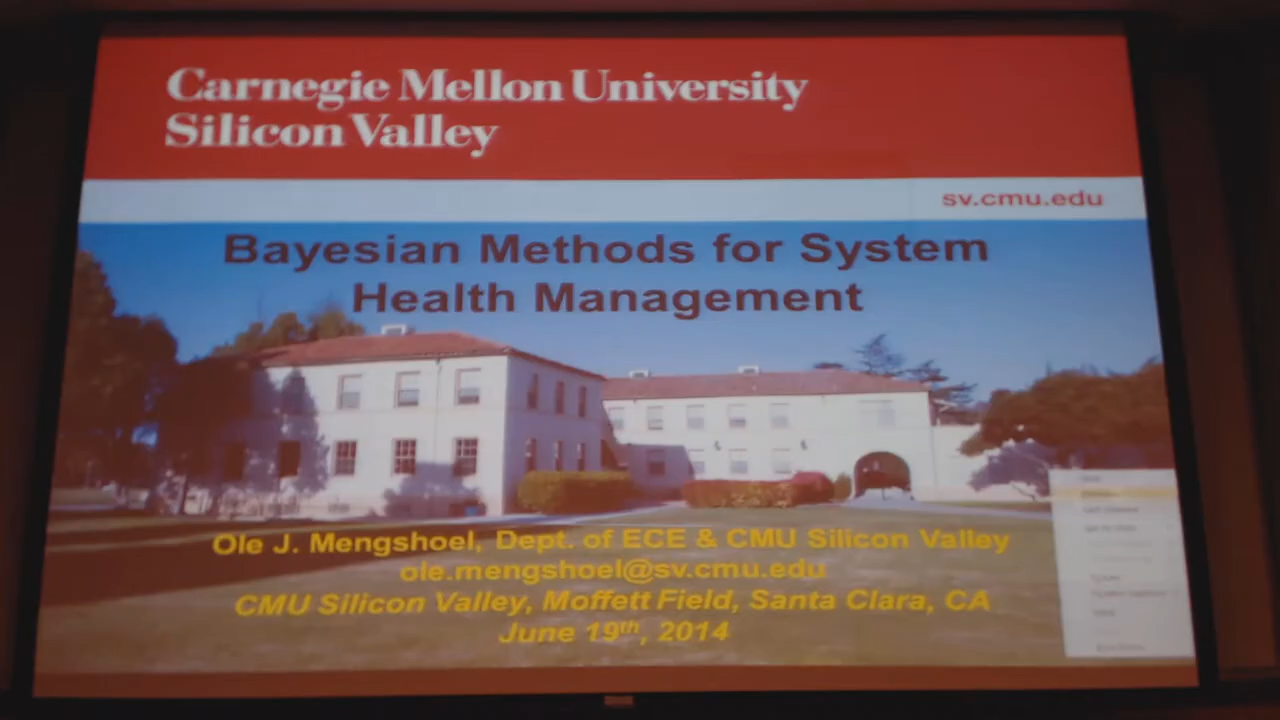 Carnegie Mellon University
Silicon Valley
sv.cmu.edu
Bayesian Methods for System
Health Management
Ole J. Mengshoel, Dept. of ECE & CMU Silicon Valley
ole.mengshoel@sv.cmu.edu
CMU Silicon Valley, Moffett Field, Santa Clara, CA
June 19th, 2014